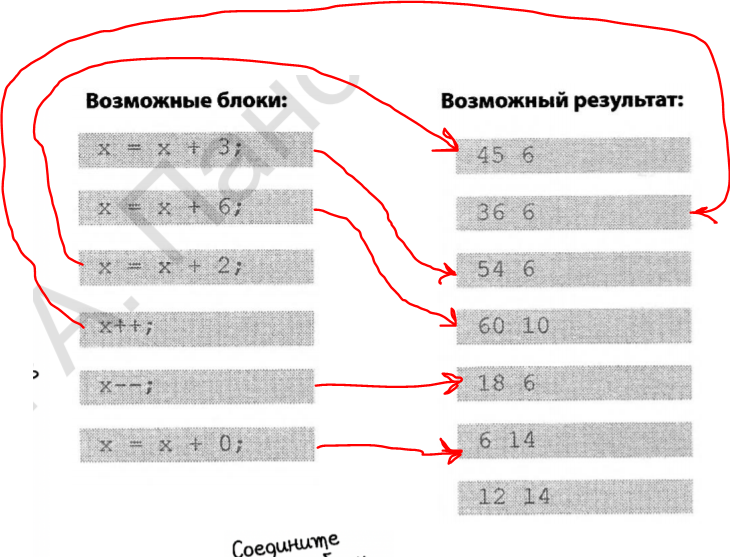 Возможные блоки:
x = x + 3;
x = x + 6;
x = x + 2;
x++;
x--;
x = x + 0;
Возможный результат:
45 6
36 6
54 6
60 10
18 6
6 14
12 14
Соедините